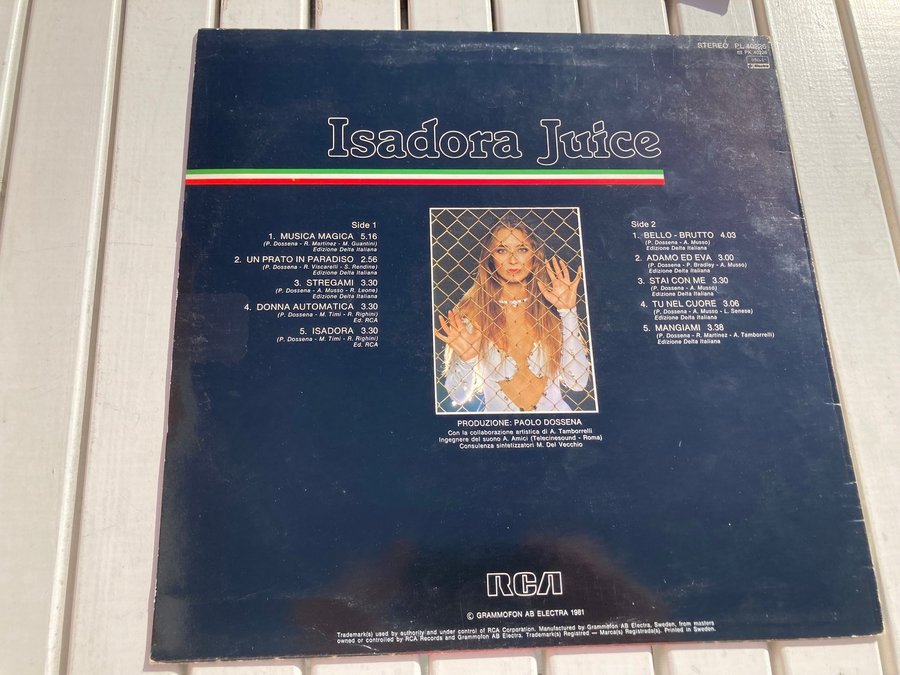 STEREO PL 40226
PK 40226
Isadora Juice
Side 1
1. MUSICA MAGICA 5.16
(P. Dossena - R. Martinez - M. Guantini)
Edizione Delta Italiana
2. UN PRATO IN PARADISO 2.56
(P. Dossena - R. Viscarelli - S. Rendine)
Edizione Delta Italiana
3. STREGAMI 3.30
(P. Dossena - A. Musso - R. Leone)
Edizione Delta Italiana
4. DONNA AUTOMATICA 3.30
(P. Dossena - M. Timi - R. Righini)
Ed. RCA
5. ISADORA 3.30
(P. Dossena - M. Timi - R. Righini)
Ed. RCA
Side 2
1. BELLO - BRUTTO 4.03
(P. Dossena - A. Musso)
Edizione Delta Italiana
2. ADAMO ED EVA 3.00
(P. Dossena - P. Bradley - A. Musso)
Edizione Delta Italiana
3. STAI CON ME 3.30
(P. Dossena - A. Musso)
Edizione Delta Italiana
4. TU NEL CUORE 3.06
(P. Dossena - A. Musso - L. Senese)
Edizione Delta Italiana
5. MANGIAMI 3.38
(P. Dossena - R. Martinez - A. Tamborrelli)
Edizione Delta Italiana
PRODUZIONE: PAOLO DOSSENA
Con la collaborazione artistica di A. Tamborrelli
Ingegnere del suono A. Amici (Telecinesound - Roma)
Consulenza sintetizzatori M. Del Vecchio
RCA
© GRAMMOFON AB ELECTRA 1981
Trademark(s) used by authority and under control of RCA Corporation. Manufactured by Grammofon AB Electra, Sweden, from masters
owned or controlled by RCA Records and Grammofon AB Electra. Trademark(s) Registered — Marca(s) Registrada(s). Printed in Sweden.